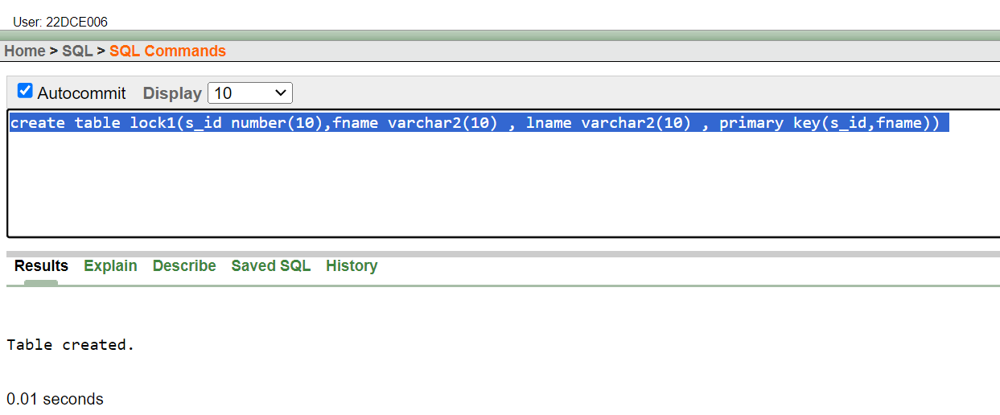 User: 22DCE006
Home > SQL > SQL Commands
Autocommit Display 10
create table lock1(s_id number(10),fname varchar2(10) , lname varchar2(10) , primary key(s_id,fname))
Results Explain Describe Saved SQL History
Table created.
0.01 seconds